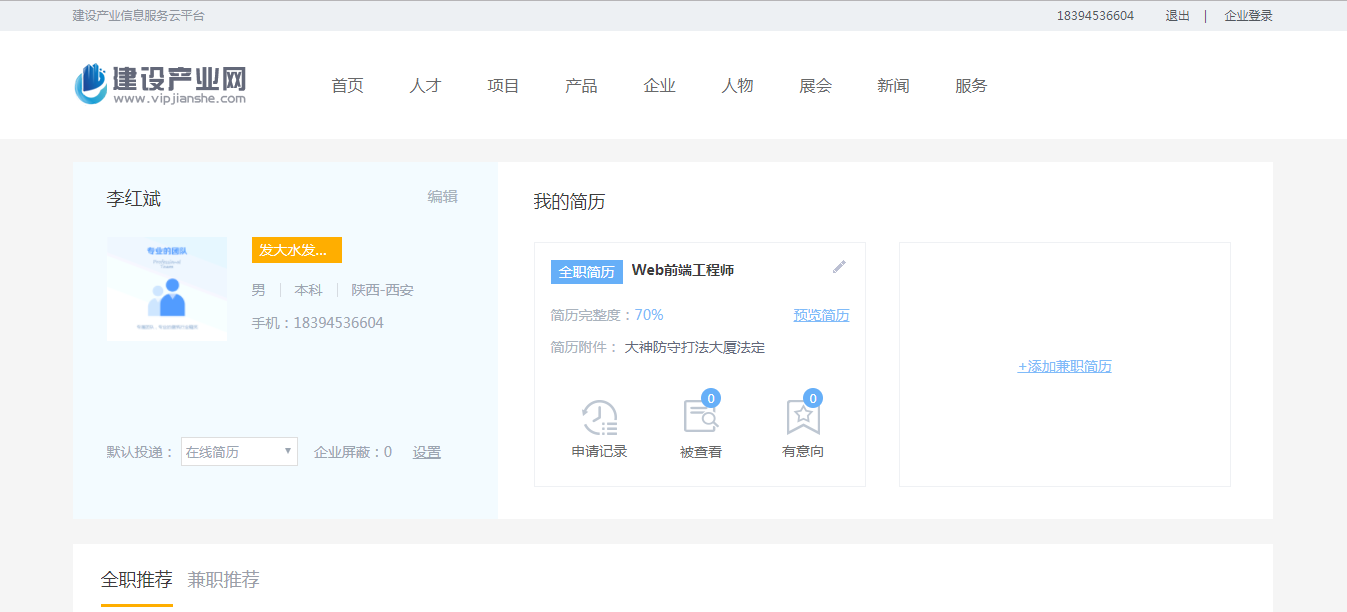 建设产业信息服务云平台 18394536604 退出 | 企业登录
建设产业网
www.vipjianshe.com
首页 人才 项目 产品 企业 人物 展会 新闻 服务
李红斌 编辑
专业的团队
Professional
Team
发大水发...
男 本科 陕西-西安
手机：18394536604
默认投递： 在线简历 企业屏蔽：0 设置
我的简历
全职简历 Web前端工程师
简历完整度：70% 预览简历
简历附件： 大神防守打法大厦法定
0 0
申请记录 被查看 有意向
+添加兼职简历
全职推荐 兼职推荐